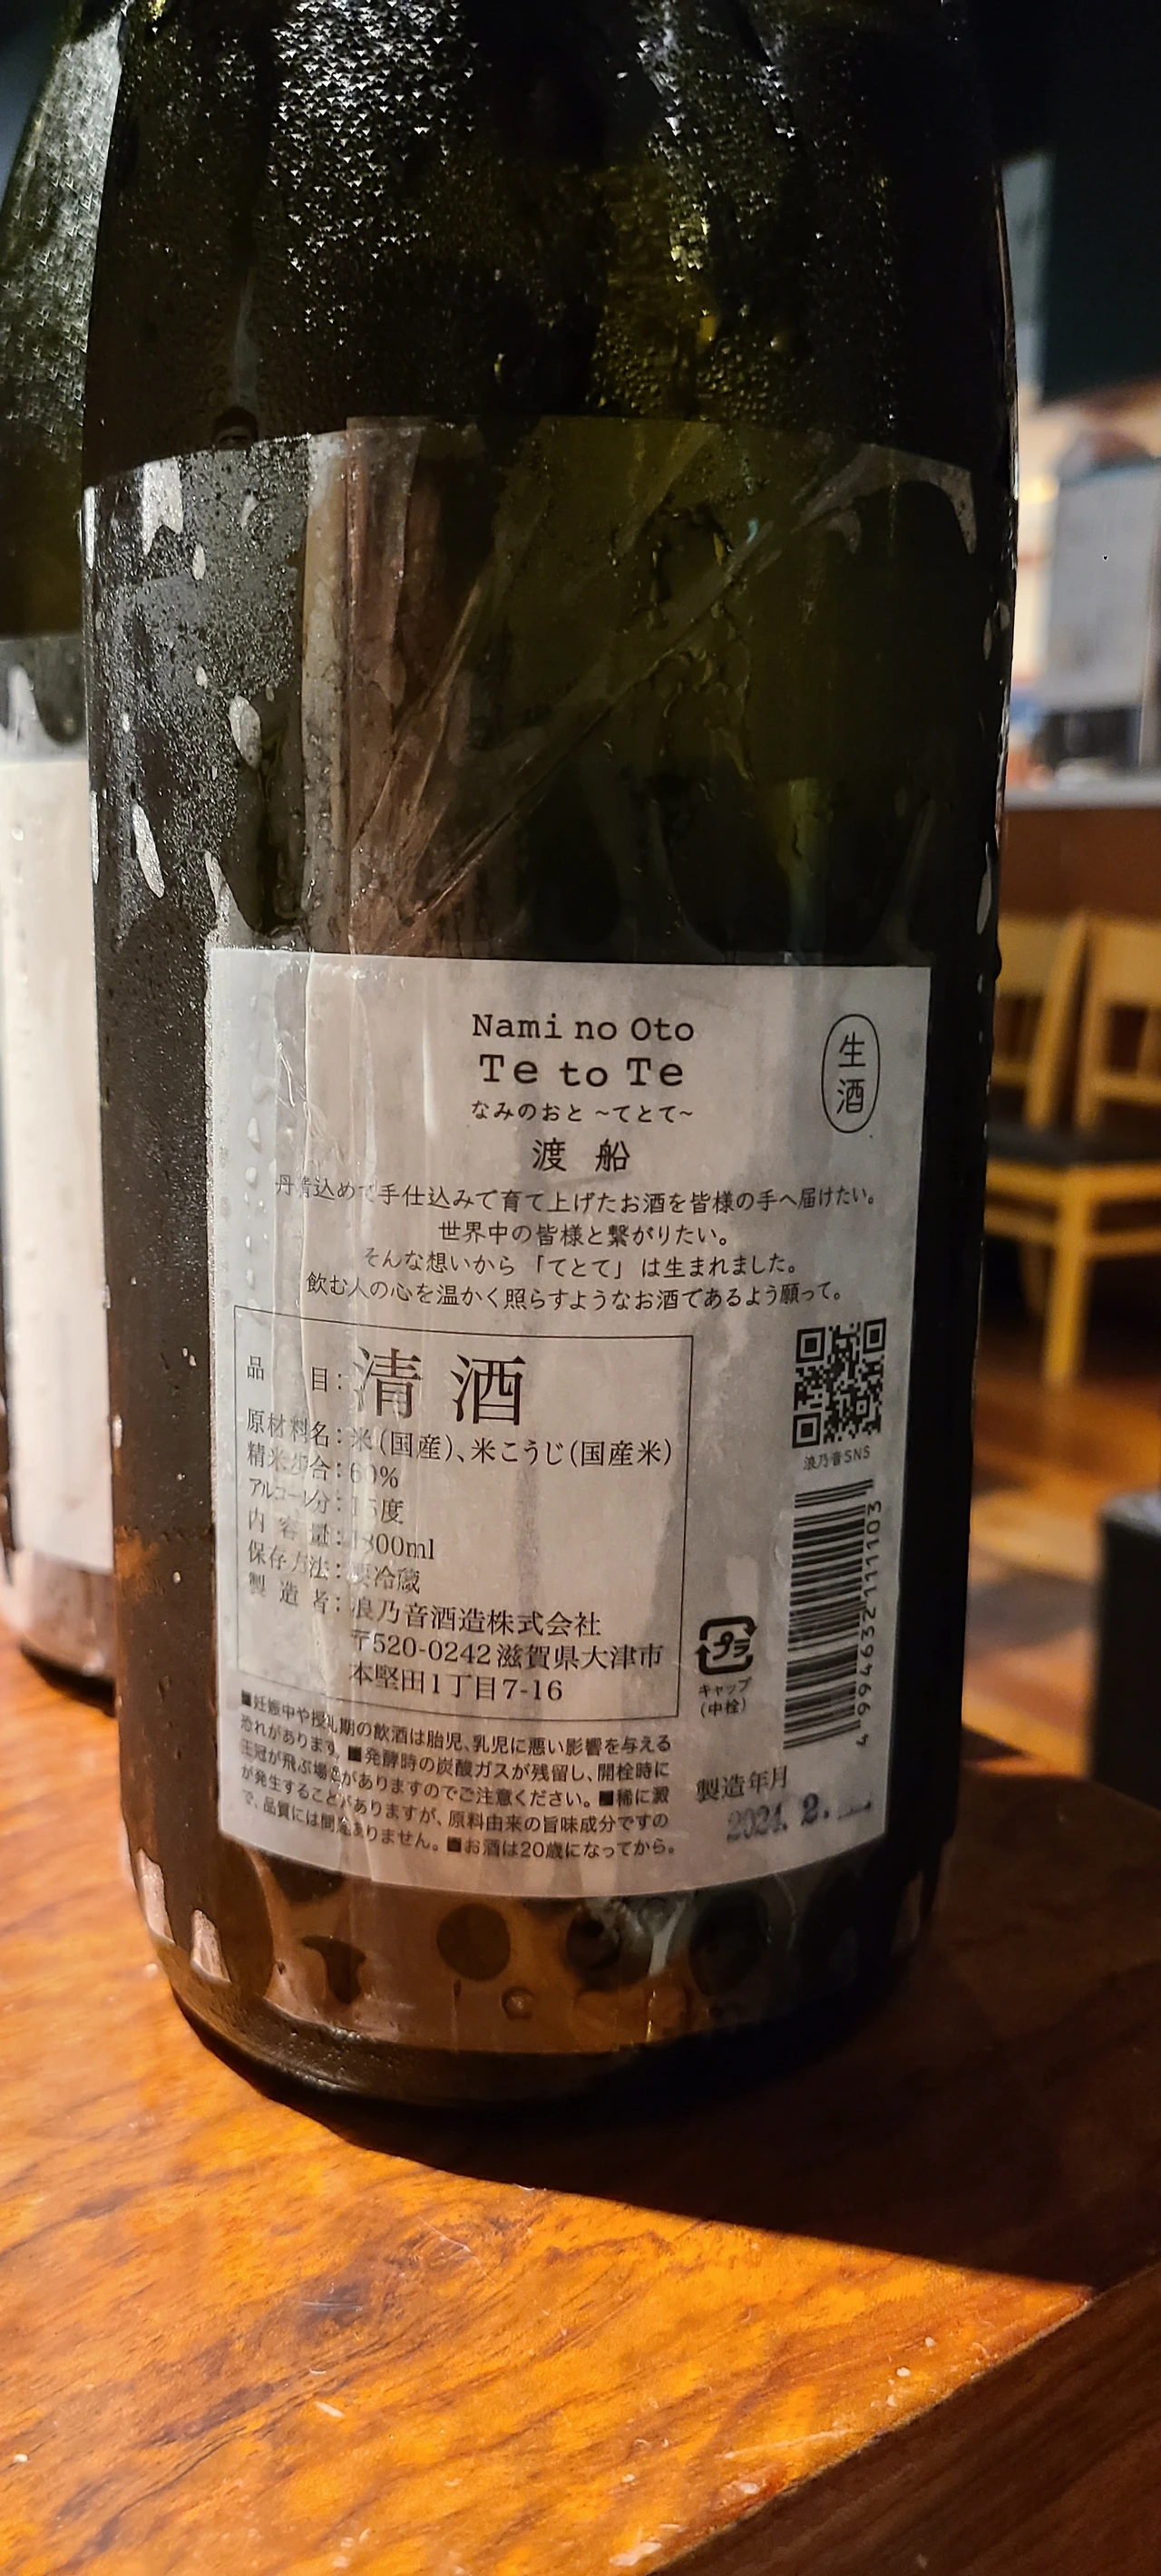 Nami no Oto
Te to Te
なみのおと ~てとて~
渡船
生酒
丹精込めて手仕込みで育て上げたお酒を皆様の手へ届けたい。
世界中の皆様と繋がりたい。
そんな想いから「てとて」は生まれました。
飲む人の心を温かく照らすようなお酒であるよう願って。
品目:清酒
原材料名:米(国産)、米こうじ(国産米)
精米歩合:60%
アルコール分:15度
内容量:1800ml
保存方法:要冷蔵
製造者:浪乃音酒造株式会社
〒520-0242 滋賀県大津市
本堅田1丁目7-16
浪乃音SNS
4994632111103
プラ
キャップ
(中栓)
■妊娠中や授乳期の飲酒は胎児、乳児に悪い影響を与える
恐れがあります。■発酵時の炭酸ガスが残留し、開栓時に
王冠が飛ぶ場合がありますのでご注意ください。■稀に澱
が発生することがありますが、原料由来の旨味成分ですの
で、品質には問題ありません。■お酒は20歳になってから。
製造年月
2024. 2.